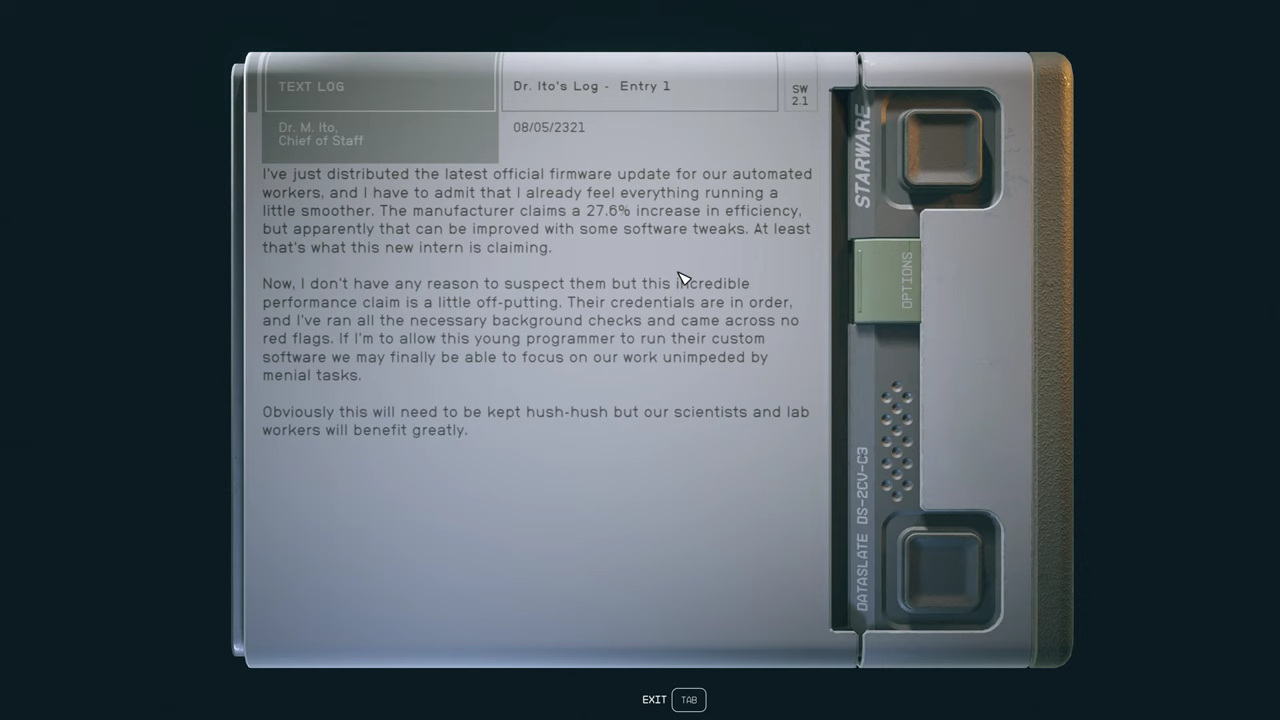 TEXT LOG
Dr. Ito's Log - Entry 1
SW
2.1
Dr. M. Ito,
Chief of Staff
08/05/2321
I've just distributed the latest official firmware update for our automated
workers, and I have to admit that I already feel everything running a
little smoother. The manufacturer claims a 27.6% increase in efficiency,
but apparently that can be improved with some software tweaks. At least
that's what this new intern is claiming.
Now, I don't have any reason to suspect them but this incredible
performance claim is a little off-putting. Their credentials are in order,
and I've ran all the necessary background checks and came across no
red flags. If I'm to allow this young programmer to run their custom
software we may finally be able to focus on our work unimpeded by
menial tasks.
Obviously this will need to be kept hush-hush but our scientists and lab
workers will benefit greatly.
STARWARE
OPTIONS
DATASLATE DS-2CV-C3
EXIT TAB